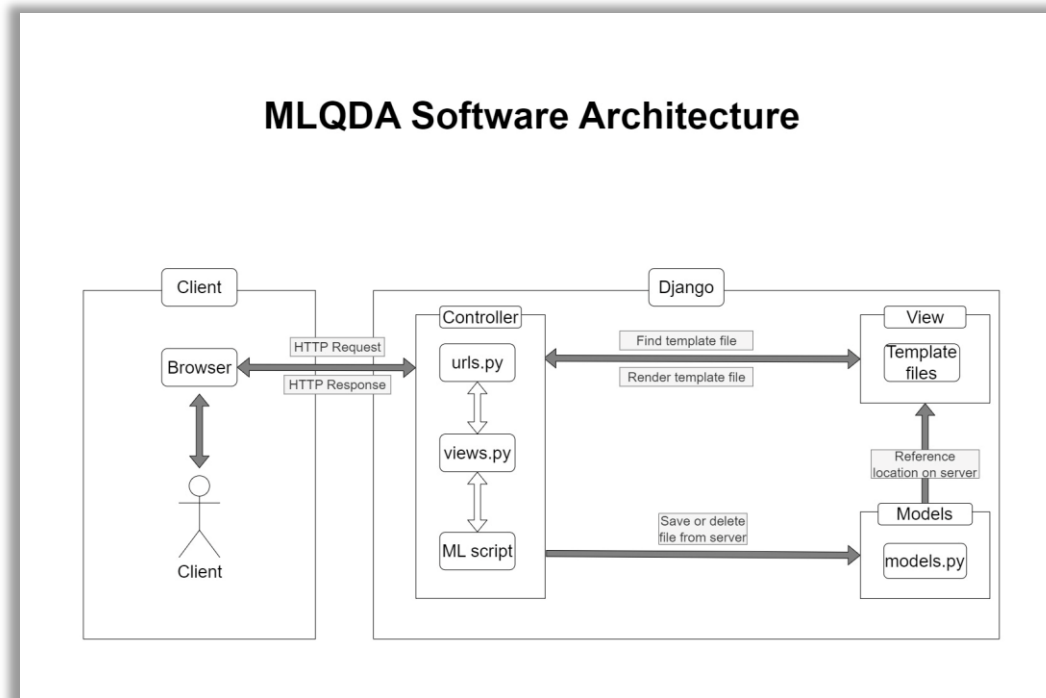 MLQDA Software Architecture
Client
Django
Controller
View
HTTP Request
HTTP Response
Browser
urls.py
Find template file
Render template file
Template
files
views.py
Reference
location on server
Models
Save or delete
file from server
ML script
models.py
Client